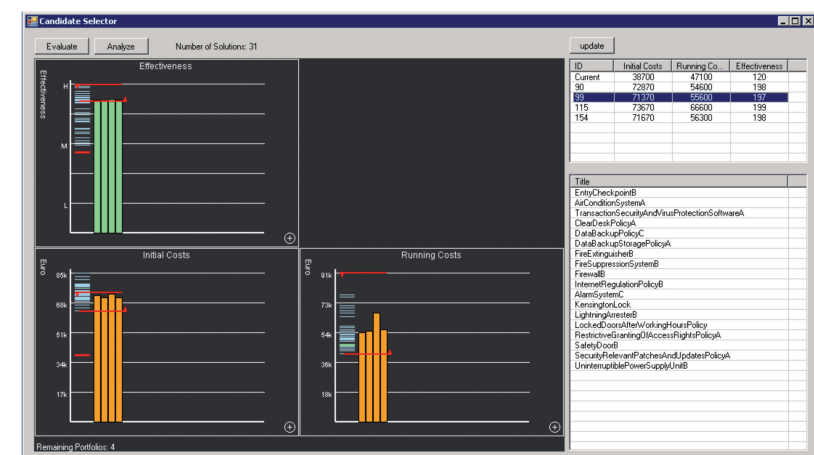 Candidate Selector
Evaluate Analyze Number of Solutions: 31
Effectiveness
Effectiveness
H
M
L
Initial Costs
Euro
85k
68k
51k
34k
17k
Running Costs
Euro
91k
73k
54k
36k
18k
Remaining Portfolios: 4
update
ID Initial Costs Running Co... Effectiveness
Current 38700 47100 120
90 72870 54600 198
99 71370 55600 197
115 73670 66600 199
154 71670 56300 198
Title
EntryCheckpointB
AirConditionSystemA
TransactionSecurityAndVirusProtectionSoftwareA
ClearDeskPolicyA
DataBackupPolicyC
DataBackupStoragePolicyA
FireExtinguisherB
FireSuppressionSystemB
FirewallB
InternetRegulationPolicyB
AlarmSystemC
KensingtonLock
LightningArresterB
LockedDoorsAfterWorkingHoursPolicy
RestrictiveGrantingOfAccessRightsPolicyA
SafetyDoorB
SecurityRelevantPatchesAndUpdatesPolicyA
UninterruptiblePowerSupplyUnitB